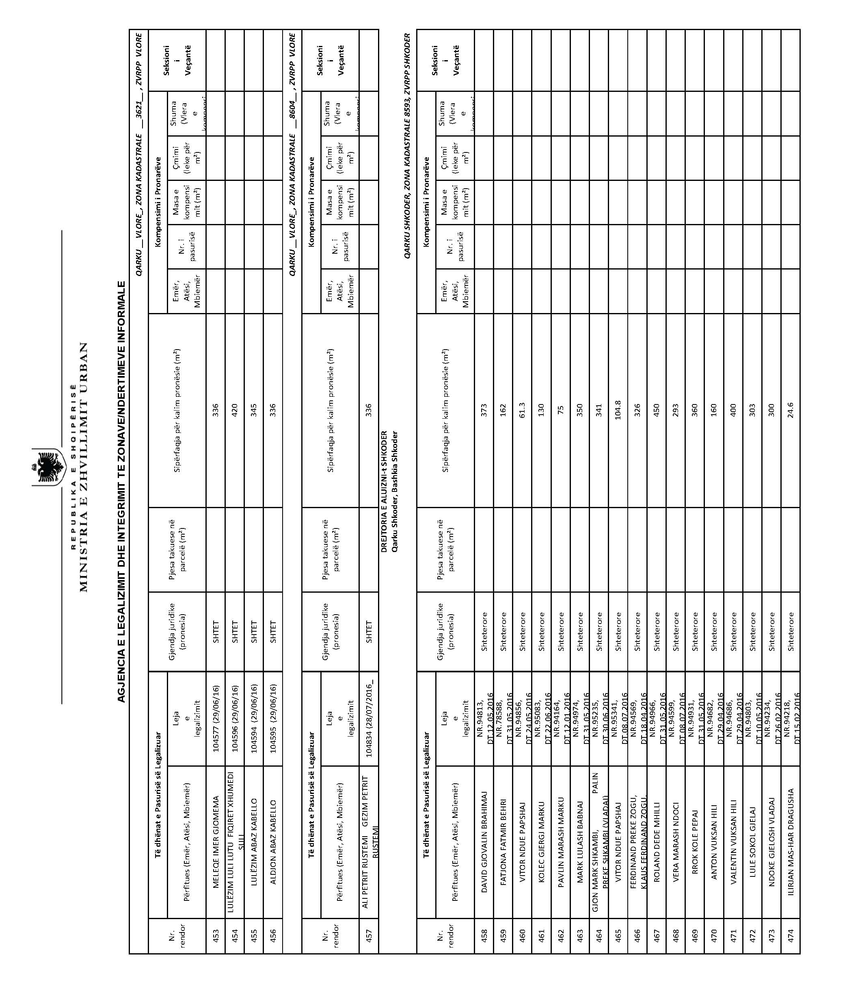 REPUBLIKA E SHQIPËRISË
MINISTRIA E ZHVILLIMIT URBAN
AGJENCIA E LEGALIZIMIT DHE INTEGRIMIT TE ZONAVE/NDERTIMEVE INFORMALE
QARKU __VLORE_, ZONA KADASTRALE __3621__ , ZVRPP VLORE
Nr. rendor | Të dhënat e Pasurisë së Legalizuar | Gjendja juridike (pronesia) | Pjesa takuese në parcelë (m²) | Sipërfaqja për kalim pronësie (m²) | Kompensimi i Pronarëve | Seksioni i Veçantë
Përfitues (Emër, Atësi, Mbiemër) | Leja e legalizimit | Emër, Atësi, Mbiemër | Nr. i pasurisë | Masa e kompensi mit (m²) | Çmimi (leke për m²) | Shuma (Vlera e kompensi
453 | MELEQE IMER GJOMEMA | 104577 (29/06/16) | SHTET | 336
454 | LULËZIM LULI LUTU FIQIRET XHUMEDI SULI | 104596 (29/06/16) | SHTET | 420
455 | LULËZIM ABAZ KABELLO | 104594 (29/06/16) | SHTET | 345
456 | ALDJON ABAZ KABELLO | 104595 (29/06/16) | SHTET | 336
QARKU __VLORE_, ZONA KADASTRALE __8604__ , ZVRPP VLORE
Nr. rendor | Të dhënat e Pasurisë së Legalizuar | Gjendja juridike (pronesia) | Pjesa takuese në parcelë (m²) | Sipërfaqja për kalim pronësie (m²) | Kompensimi i Pronarëve | Seksioni i Veçantë
Përfitues (Emër, Atësi, Mbiemër) | Leja e legalizimit | Emër, Atësi, Mbiemër | Nr. i pasurisë | Masa e kompensi mit (m²) | Çmimi (leke për m²) | Shuma (Vlera e kompensi
457 | ALI PETRIT RUSTEMI GEZIM PETRIT RUSTEMI | 104834 (28/07/2016_ | SHTET | 336
DREJTORIA E ALUIZNI-t SHKODER
Qarku Shkoder, Bashkia Shkoder
QARKU SHKODER, ZONA KADASTRALE 8593, ZVRPP SHKODER
Nr. rendor | Të dhënat e Pasurisë së Legalizuar | Gjendja juridike (pronesia) | Pjesa takuese në parcelë (m²) | Sipërfaqja për kalim pronësie (m²) | Kompensimi i Pronarëve | Seksioni i Veçantë
Përfitues (Emër, Atësi, Mbiemër) | Leja e legalizimit | Emër, Atësi, Mbiemër | Nr. i pasurisë | Masa e kompensi mit (m²) | Çmimi (leke për m²) | Shuma (Vlera e kompensi
458 | DAVID GJOVALIN BRAHIMAJ | NR.94813, DT.12.05.2016 | Shteterore | 373
459 | FATJONA FATMIR BEHRI | NR.78588, DT.31.05.2016 | Shteterore | 162
460 | VITOR NDUE PAPSHAJ | NR.94856, DT.24.05.2016 | Shteterore | 61.3
461 | KOLEC GJERGJ MARKU | NR.95083, DT.22.06.2016 | Shteterore | 130
462 | PAVLIN MARASH MARKU | NR.94164, DT.12.01.2016 | Shteterore | 75
463 | MARK LULASH BABNAJ | NR.94974, DT.31.05.2016 | Shteterore | 350
464 | GJON MARK SHKAMBI, PALIN PREKE SHKAMBI (VLADAJ) | NR.95235, DT.30.06.2016 | Shteterore | 341
465 | VITOR NDUE PAPSHAJ | NR.95341, DT.08.07.2016 | Shteterore | 104.8
466 | FERDINAND PREKE ZOGU, KLAUS FERDINAND ZOGU, | NR.94569, DT.18.04.2016 | Shteterore | 326
467 | ROLAND DEDE MHILLI | NR.94966, DT.31.05.2016 | Shteterore | 450
468 | VERA MARASH NDOCI | NR.94599, DT.08.07.2016 | Shteterore | 293
469 | RROK KOLE PEPAJ | NR.94931, DT.31.05.2016 | Shteterore | 360
470 | ANTON VUKSAN HILI | NR.94682, DT.29.04.2016 | Shteterore | 160
471 | VALENTIN VUKSAN HILI | NR.94686, DT.29.04.2016 | Shteterore | 400
472 | LULE SOKOL GJELAJ | NR.94803, DT.10.05.2016 | Shteterore | 303
473 | NDOKE GJELOSH VLADAJ | NR.94234, DT.26.02.2016 | Shteterore | 300
474 | ILIRJAN MAS-HAR DRAGUSHA | NR.94218, DT.15.02.2016 | Shteterore | 24.6